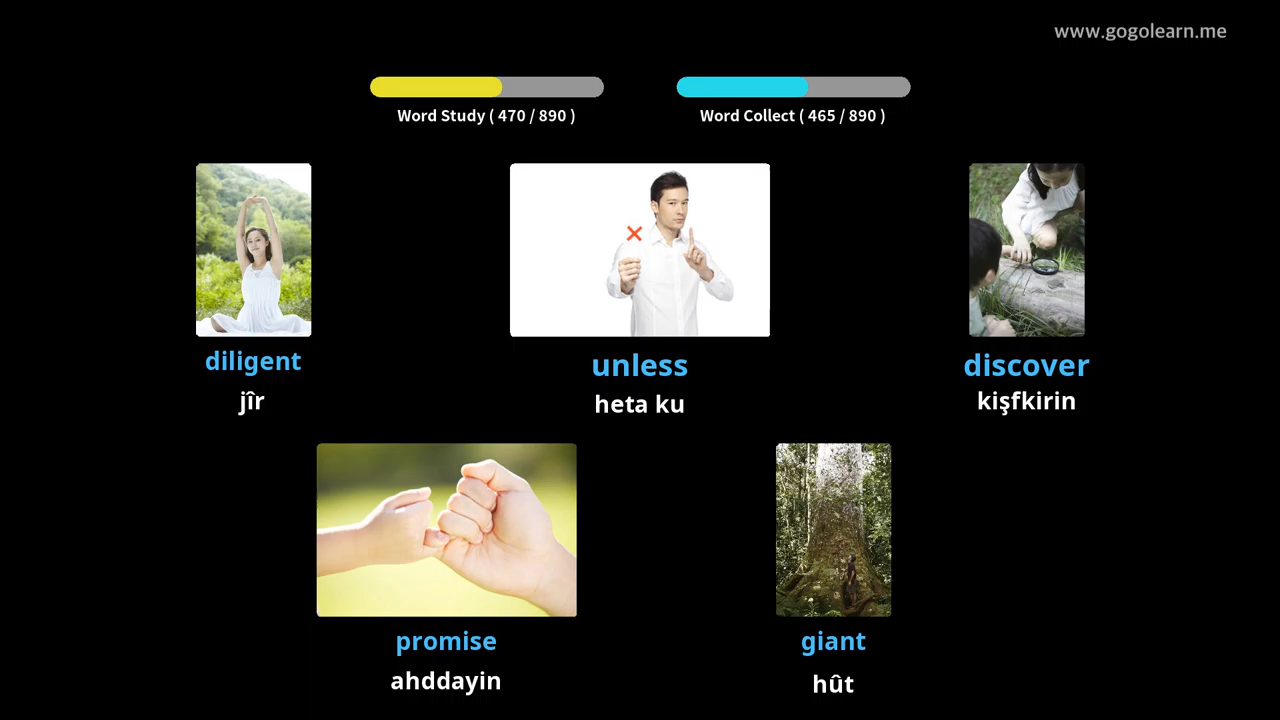 www.gogolearn.me
Word Study ( 470 / 890 )
Word Collect ( 465 / 890 )
diligent
jîr
unless
heta ku
discover
kişfkirin
promise
ahddayin
giant
hût